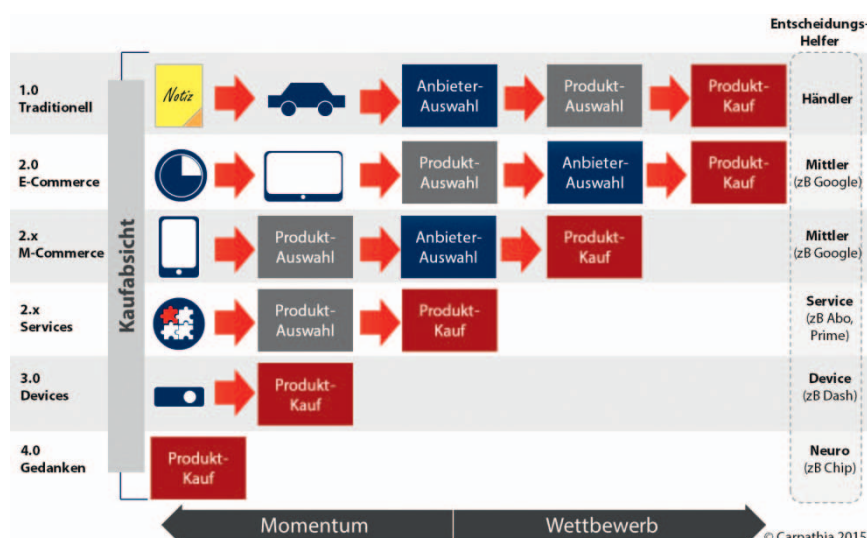 Entscheidungs-
Helfer
1.0
Traditionell
Notiz
Anbieter-
Auswahl
Produkt-
Auswahl
Produkt-
Kauf
Händler
2.0
E-Commerce
Produkt-
Auswahl
Anbieter-
Auswahl
Produkt-
Kauf
Mittler
(zB Google)
2.x
M-Commerce
Produkt-
Auswahl
Anbieter-
Auswahl
Produkt-
Kauf
Mittler
(zB Google)
2.x
Services
Produkt-
Auswahl
Produkt-
Kauf
Service
(zB Abo,
Prime)
3.0
Devices
Produkt-
Kauf
Device
(zB Dash)
4.0
Gedanken
Produkt-
Kauf
Neuro
(zB Chip)
Kaufabsicht
Momentum
Wettbewerb
© Carpathia 2015